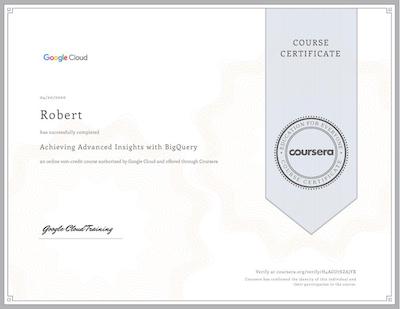 COURSE
CERTIFICATE
Google Cloud
04/20/2020
Robert
has successfully completed
Achieving Advanced Insights with BigQuery
an online non-credit course authorized by Google Cloud and offered through Coursera
EDUCATION FOR EVERYONE
coursera
COURSE CERTIFICATE
Google Cloud Training
Verify at coursera.org/verify/
Coursera has confirmed the identity of this individual and
their participation in the course.